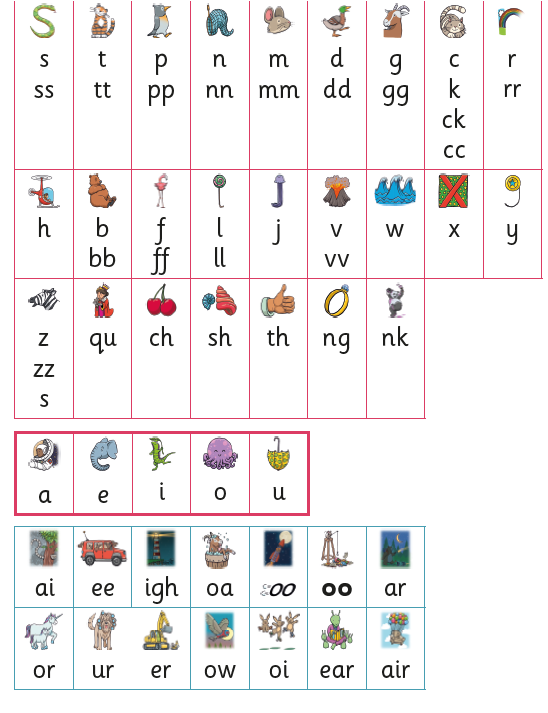 s t p n m d g c r
ss tt pp nn mm dd gg k rr
ck
cc
h b f l j v w x y
bb ff ll vv
z qu ch sh th ng nk
zz
s
a e i o u
ai ee igh oa oo oo ar
or ur er ow oi ear air